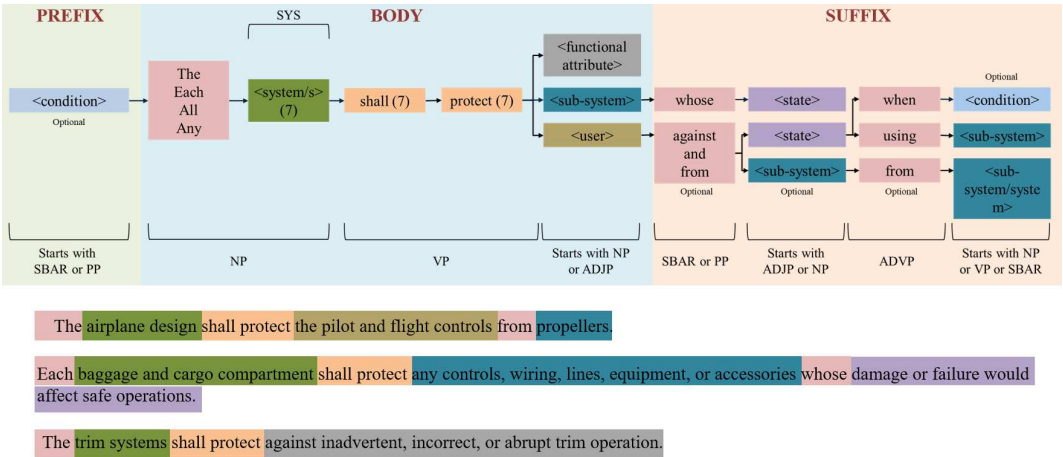 PREFIX
BODY
SUFFIX
SYS
<condition>
Optional
The
Each
All
Any
<system/s>
(7)
shall (7)
protect (7)
<functional
attribute>
<sub-system>
<user>
whose
against
and
from
Optional
<state>
<state>
<sub-system>
Optional
when
using
from
Optional
Optional
<condition>
<sub-system>
<sub-
system/syste
m>
Starts with
SBAR or PP
NP
VP
Starts with NP
or ADJP
SBAR or PP
Starts with
ADJP or NP
ADVP
Starts with NP
or VP or SBAR
The airplane design shall protect the pilot and flight controls from propellers.
Each baggage and cargo compartment shall protect any controls, wiring, lines, equipment, or accessories whose damage or failure would
affect safe operations.
The trim systems shall protect against inadvertent, incorrect, or abrupt trim operation.